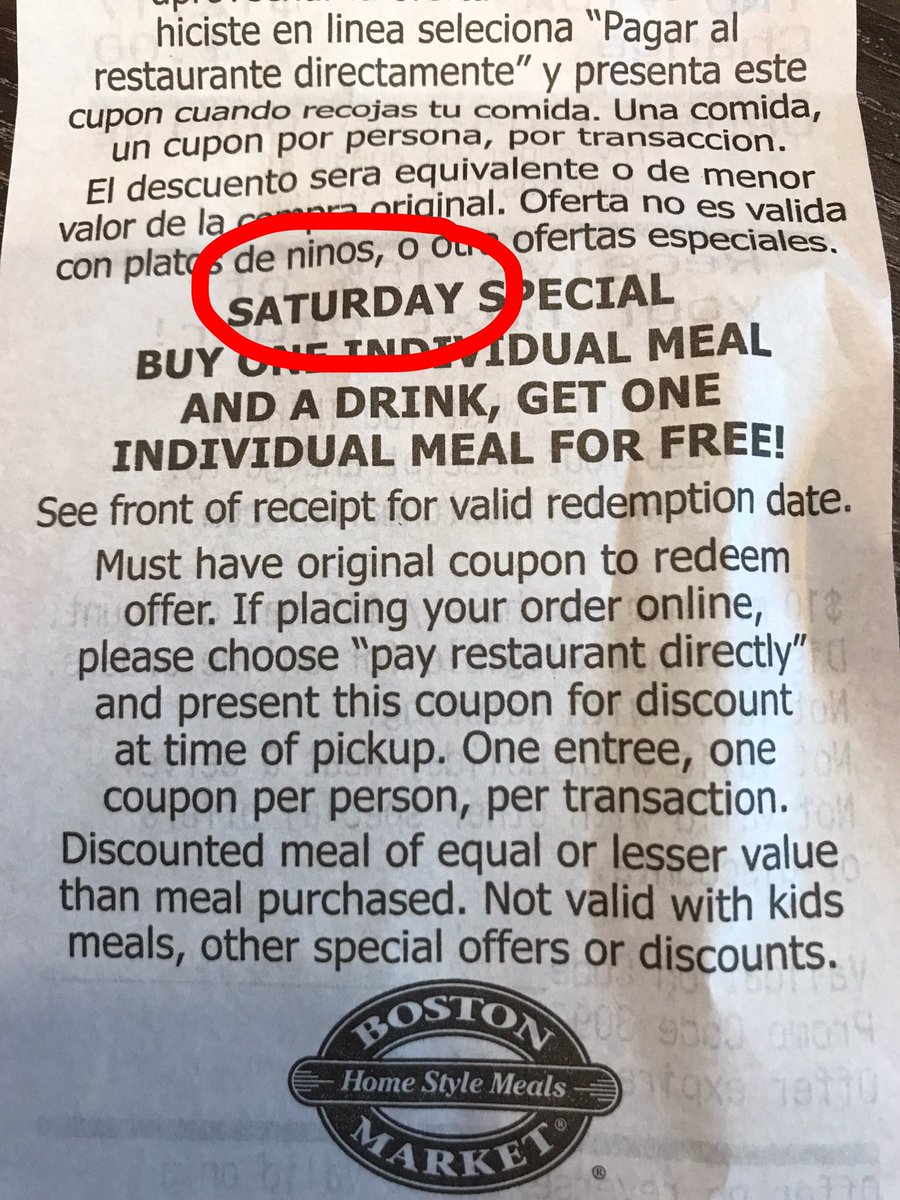 hiciste en linea seleciona “Pagar al
restaurante directamente” y presenta este
cupon cuando recojas tu comida. Una comida,
un cupon por persona, por transaccion.
El descuento sera equivalente o de menor
valor de la compra original. Oferta no es valida
con platos de ninos, o otra ofertas especiales.
SATURDAY SPECIAL
BUY ONE INDIVIDUAL MEAL
AND A DRINK, GET ONE
INDIVIDUAL MEAL FOR FREE!
See front of receipt for valid redemption date.
Must have original coupon to redeem
offer. If placing your order online,
please choose “pay restaurant directly”
and present this coupon for discount
at time of pickup. One entree, one
coupon per person, per transaction.
Discounted meal of equal or lesser value
than meal purchased. Not valid with kids
meals, other special offers or discounts.
BOSTON
Home Style Meals
MARKET®
®